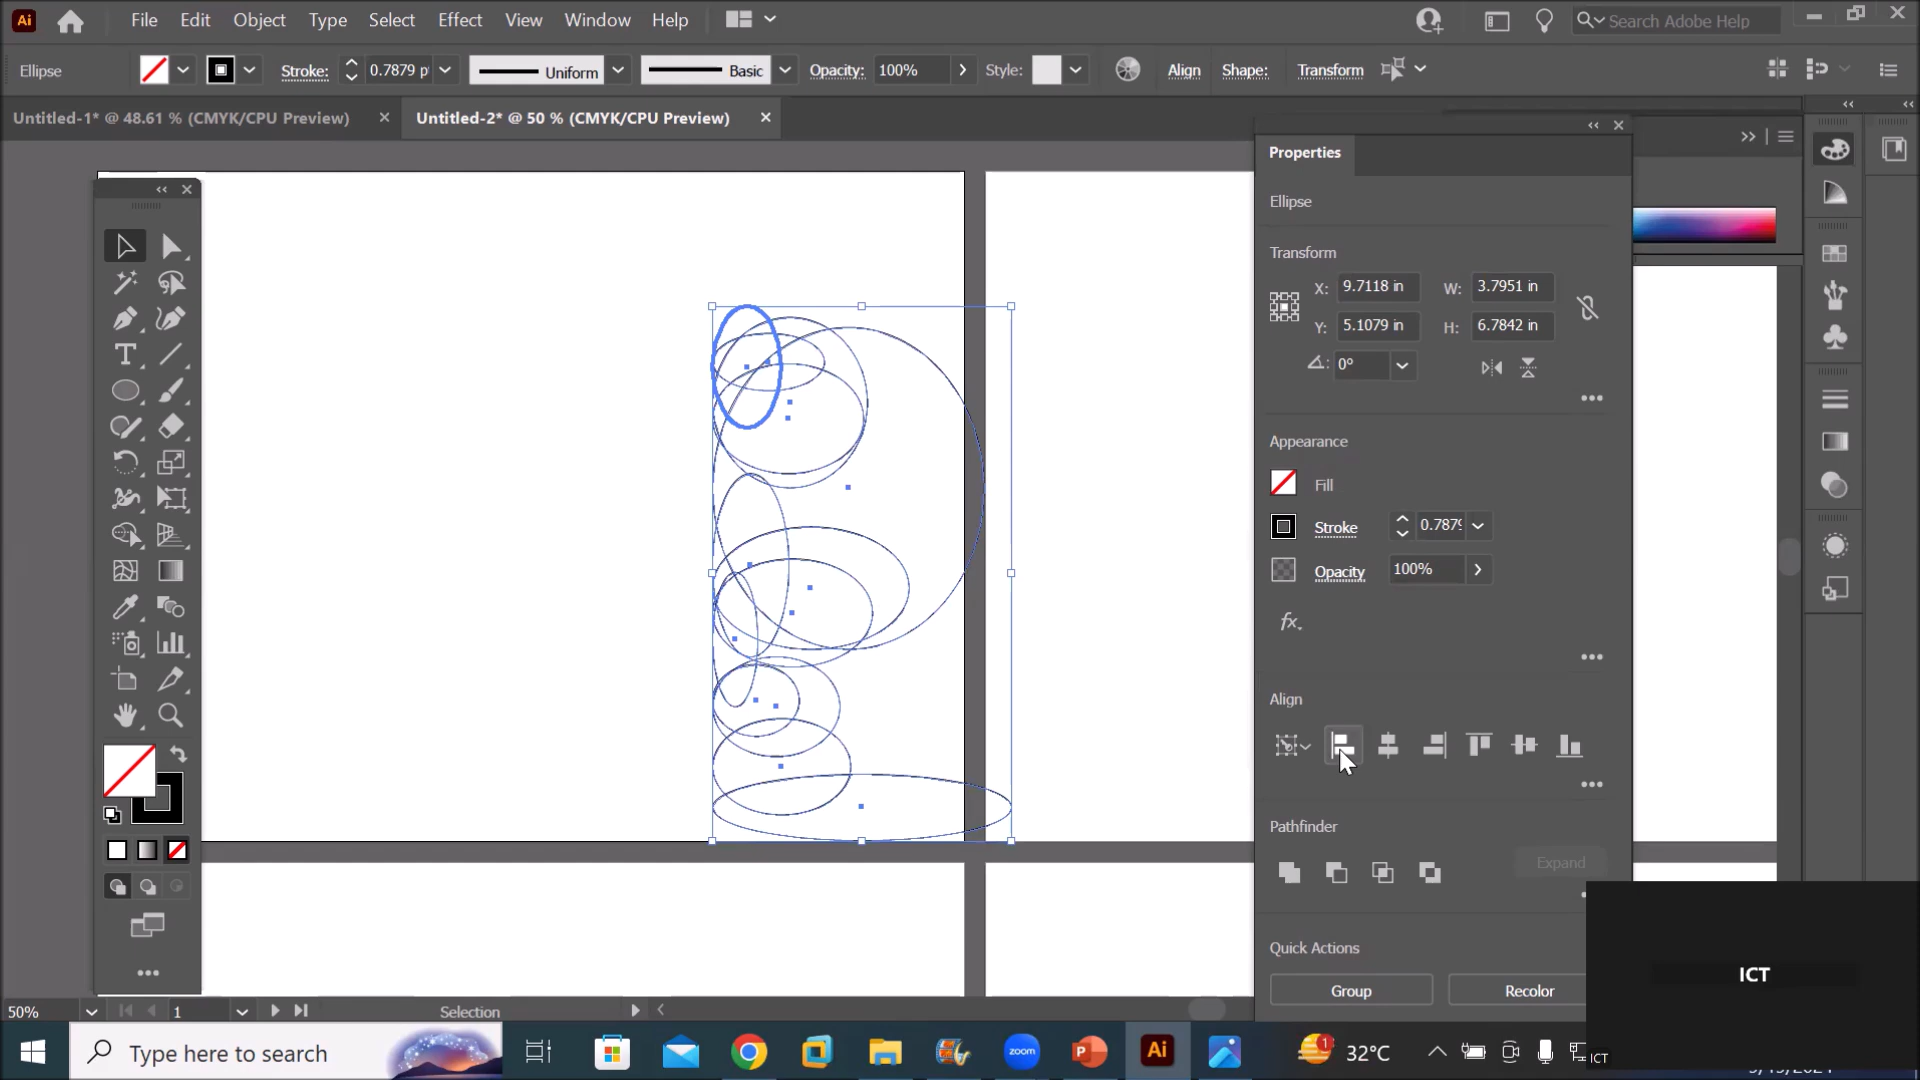 Ai File Edit Object Type Select Effect View Window Help Search Adobe Help
Ellipse Stroke: 0.7879 p Uniform Basic Opacity: 100% Style: Align Shape: Transform
Untitled-1* @ 48.61 % (CMYK/CPU Preview) Untitled-2* @ 50 % (CMYK/CPU Preview)
Properties
Ellipse
Transform
X: 9.7118 in W: 3.7951 in
Y: 5.1079 in H: 6.7842 in
0°
Appearance
Fill
Stroke 0.787
Opacity 100%
fx.
Align
Pathfinder
Expand
Quick Actions
Group Recolor
ICT
50% 1 Selection
Type here to search zoom P Ai 1 32°C ICT